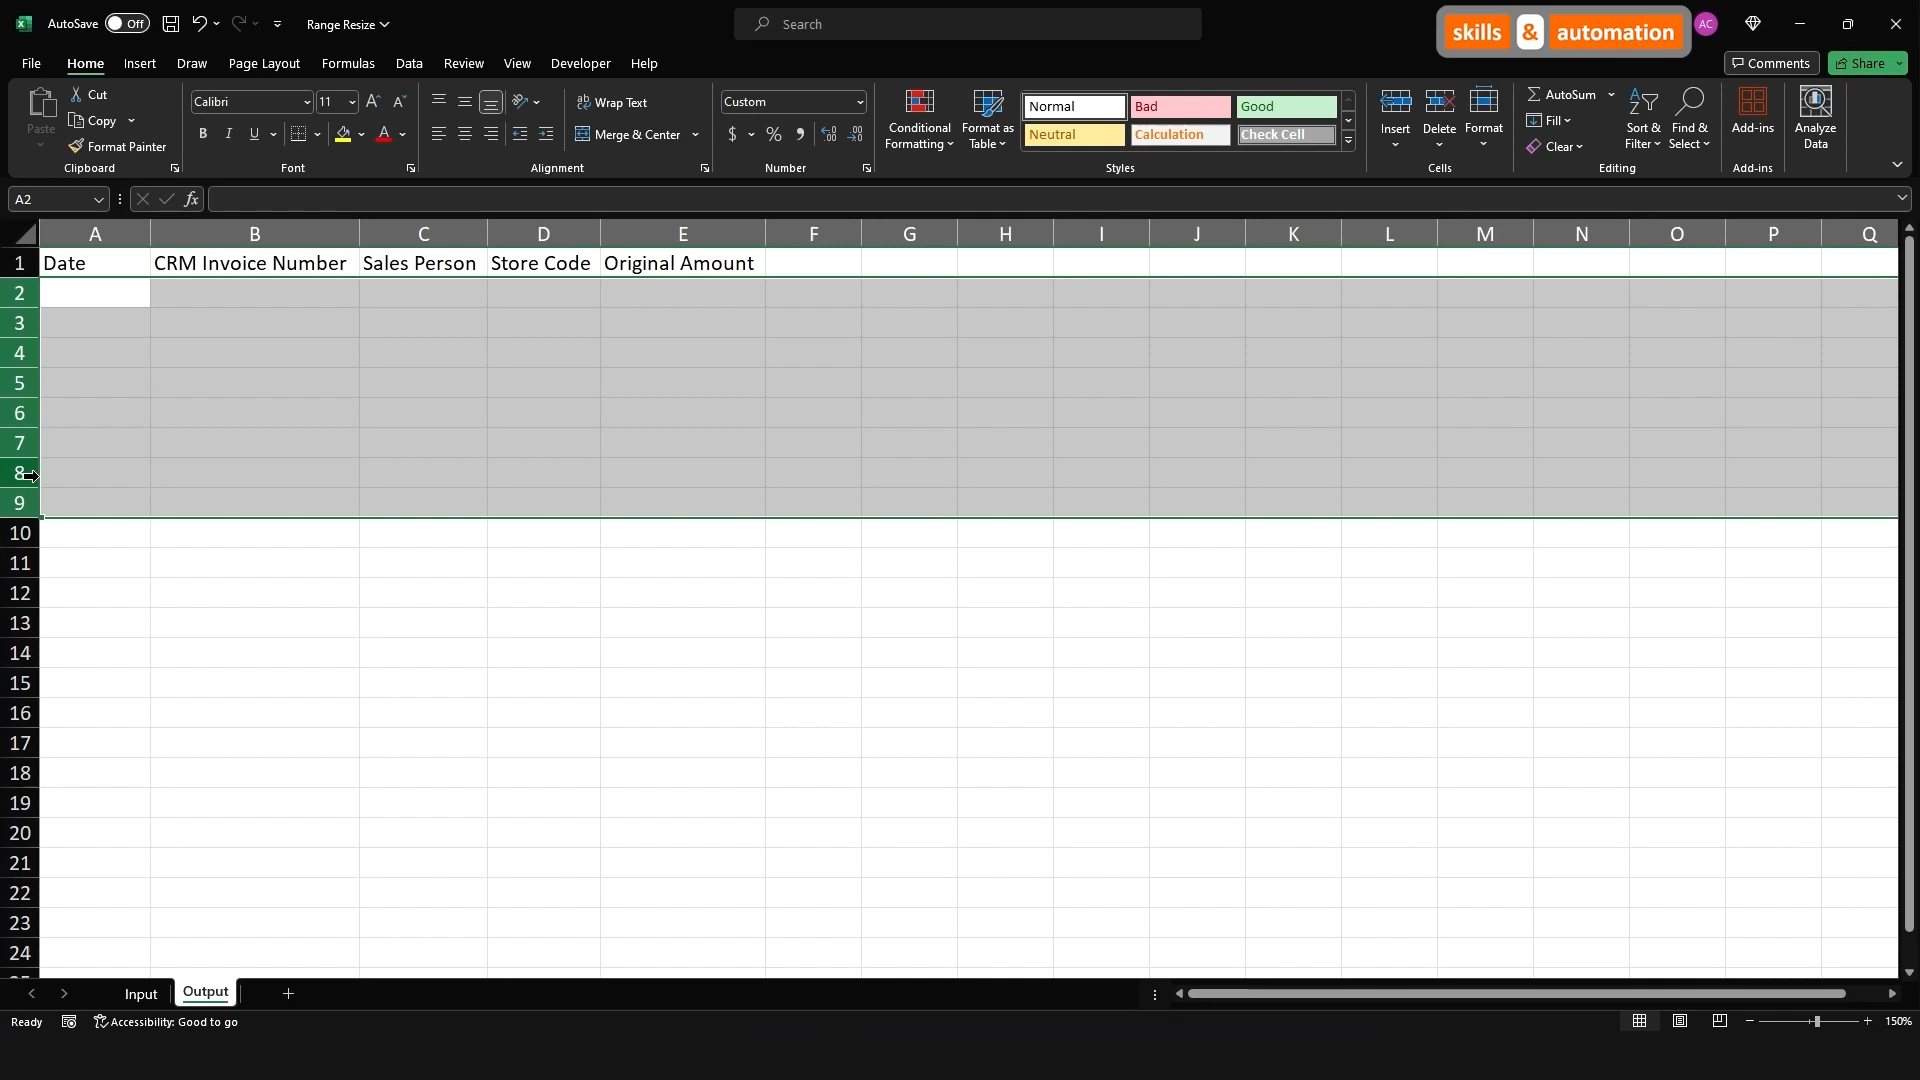 AutoSave Off Range Resize Search skills & automation AC
File Home Insert Draw Page Layout Formulas Data Review View Developer Help Comments Share
Paste Cut Copy Format Painter Clipboard
Calibri 11 A A B I U A Font
ab Wrap Text Merge & Center Alignment
Custom $ % 9 Number
Conditional Formatting Format as Table Normal Bad Good Neutral Calculation Check Cell Styles
Insert Delete Format Cells
AutoSum Fill Clear Sort & Filter Find & Select Editing
Add-ins Add-ins
Analyze Data
A2 fx
A B C D E F G H I J K L M N O P Q
1 Date CRM Invoice Number Sales Person Store Code Original Amount
2
3
4
5
6
7
8
9
10
11
12
13
14
15
16
17
18
19
20
21
22
23
24
Input Output +
Ready Accessibility: Good to go 150%